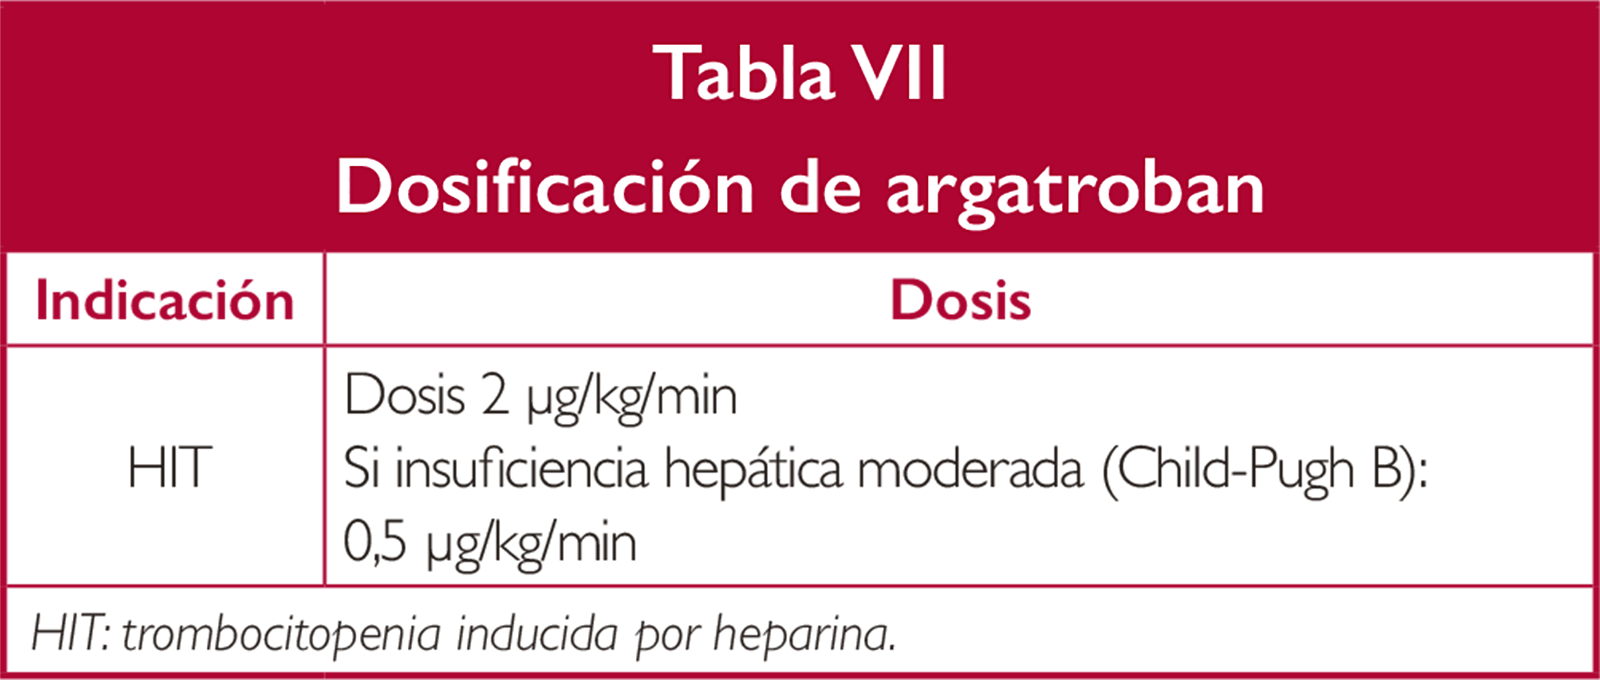 Tabla VII
Dosificación de argatroban
Indicación
Dosis
HIT
Dosis 2 µg/kg/min
Si insuficiencia hepática moderada (Child-Pugh B):
0,5 µg/kg/min
HIT: trombocitopenia inducida por heparina.